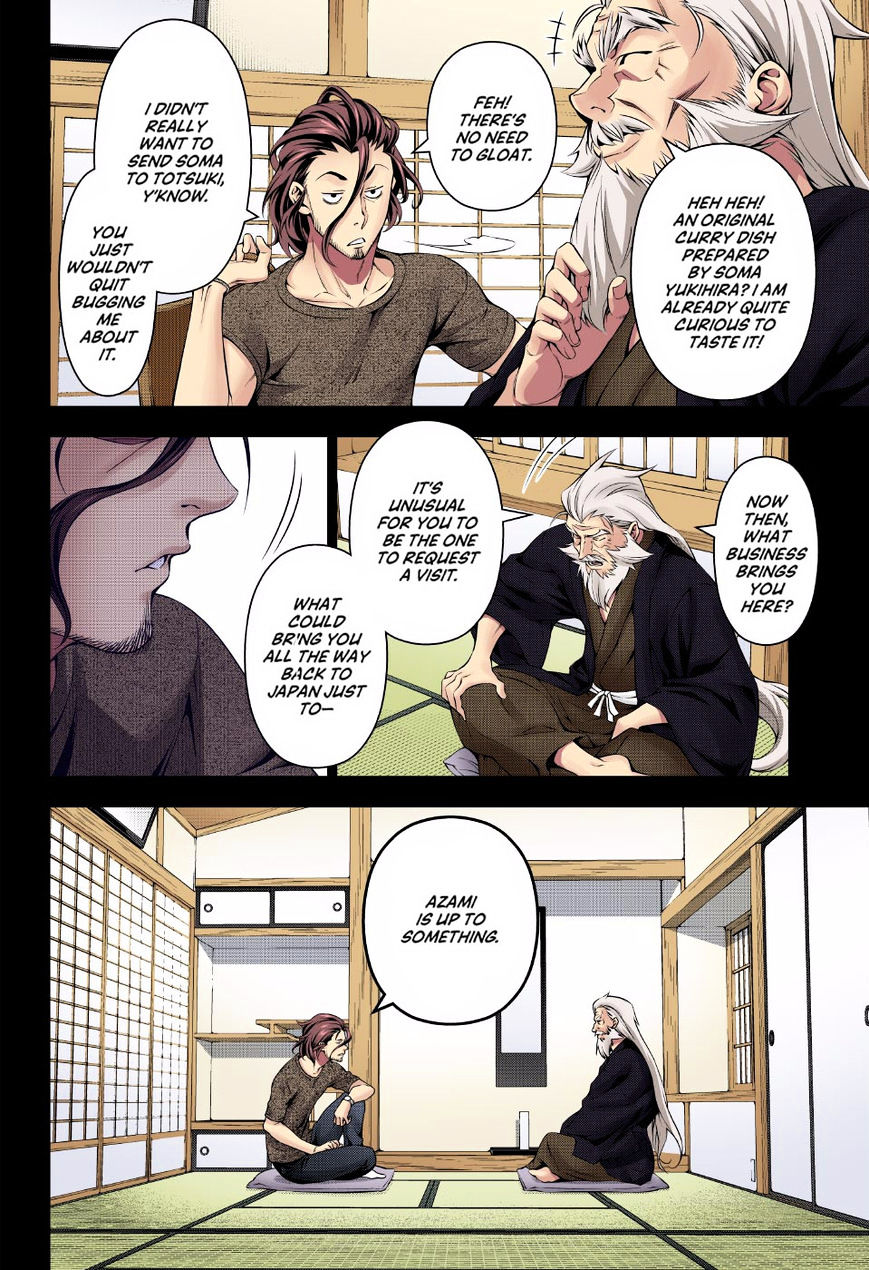 HEH HEH!
AN ORIGINAL
CURRY DISH
PREPARED
BY SOMA
YUKIHIRA? I AM
ALREADY QUITE
CURIOUS TO
TASTE IT!
FEH!
THERE'S
NO NEED
TO GLOAT.
I DIDN'T
REALLY
WANT TO
SEND SOMA
TO TOTSUKI,
Y'KNOW.
YOU
JUST
WOULDN'T
QUIT
BUGGING
ME
ABOUT
IT.
NOW
THEN,
WHAT
BUSINESS
BRINGS
YOU
HERE?
IT'S
UNUSUAL
FOR YOU TO
BE THE ONE
TO REQUEST
A VISIT.
WHAT
COULD
BRING YOU
ALL THE WAY
BACK TO
JAPAN JUST
TO—
AZAMI
IS UP TO
SOMETHING.